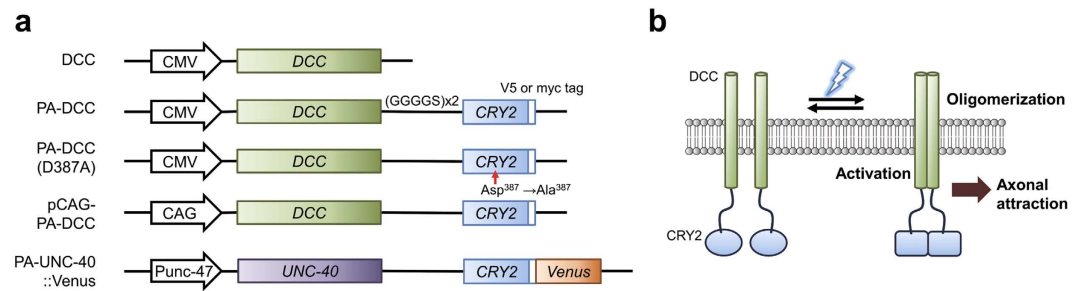 a
DCC
CMV
DCC
V5 or myc tag
PA-DCC
CMV
DCC
(GGGGS)x2
CRY2
PA-DCC
(D387A)
CMV
DCC
CRY2
Asp387 →Ala387
pCAG-
PA-DCC
CAG
DCC
CRY2
PA-UNC-40
::Venus
Punc-47
UNC-40
CRY2
Venus
b
DCC
Oligomerization
Activation
Axonal
attraction
CRY2